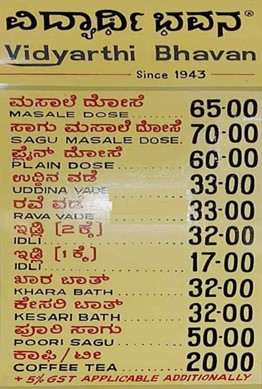 ವಿದ್ಯಾರ್ಥಿ ಭವನ®
Vidyarthi Bhavan
Since 1943
ಮಸಾಲೆ ದೋಸೆ
MASALE DOSE....... 65-00
ಸಾಗು ಮಸಾಲೆ ದೋಸೆ
SAGU MASALE DOSE. 70-00
ಪ್ಲೈನ್ ದೋಸೆ
PLAIN DOSE........ 60-00
ಉದ್ದಿನ ವಡೆ
UDDINA VADE 33-00
ರವೆ ವಡೆ
RAVA VADE 33-00
ಇಡ್ಲಿ [2 ಕ್ಕೆ]
IDLI............ 32-00
ಇಡ್ಲಿ [1 ಕ್ಕೆ]
IDLI............ 17-00
ಖಾರ ಬಾತ್
KHARA BATH....... 32-00
ಕೇಸರಿ ಬಾತ್
KESARI BATH...... 32-00
ಪೂರಿ ಸಾಗು
POORI SAGU....... 50-00
ಕಾಫಿ/ಟೀ
COFFEE TEA....... 20 00
+ 5% GST APPLICABLE ADDITIONALLY